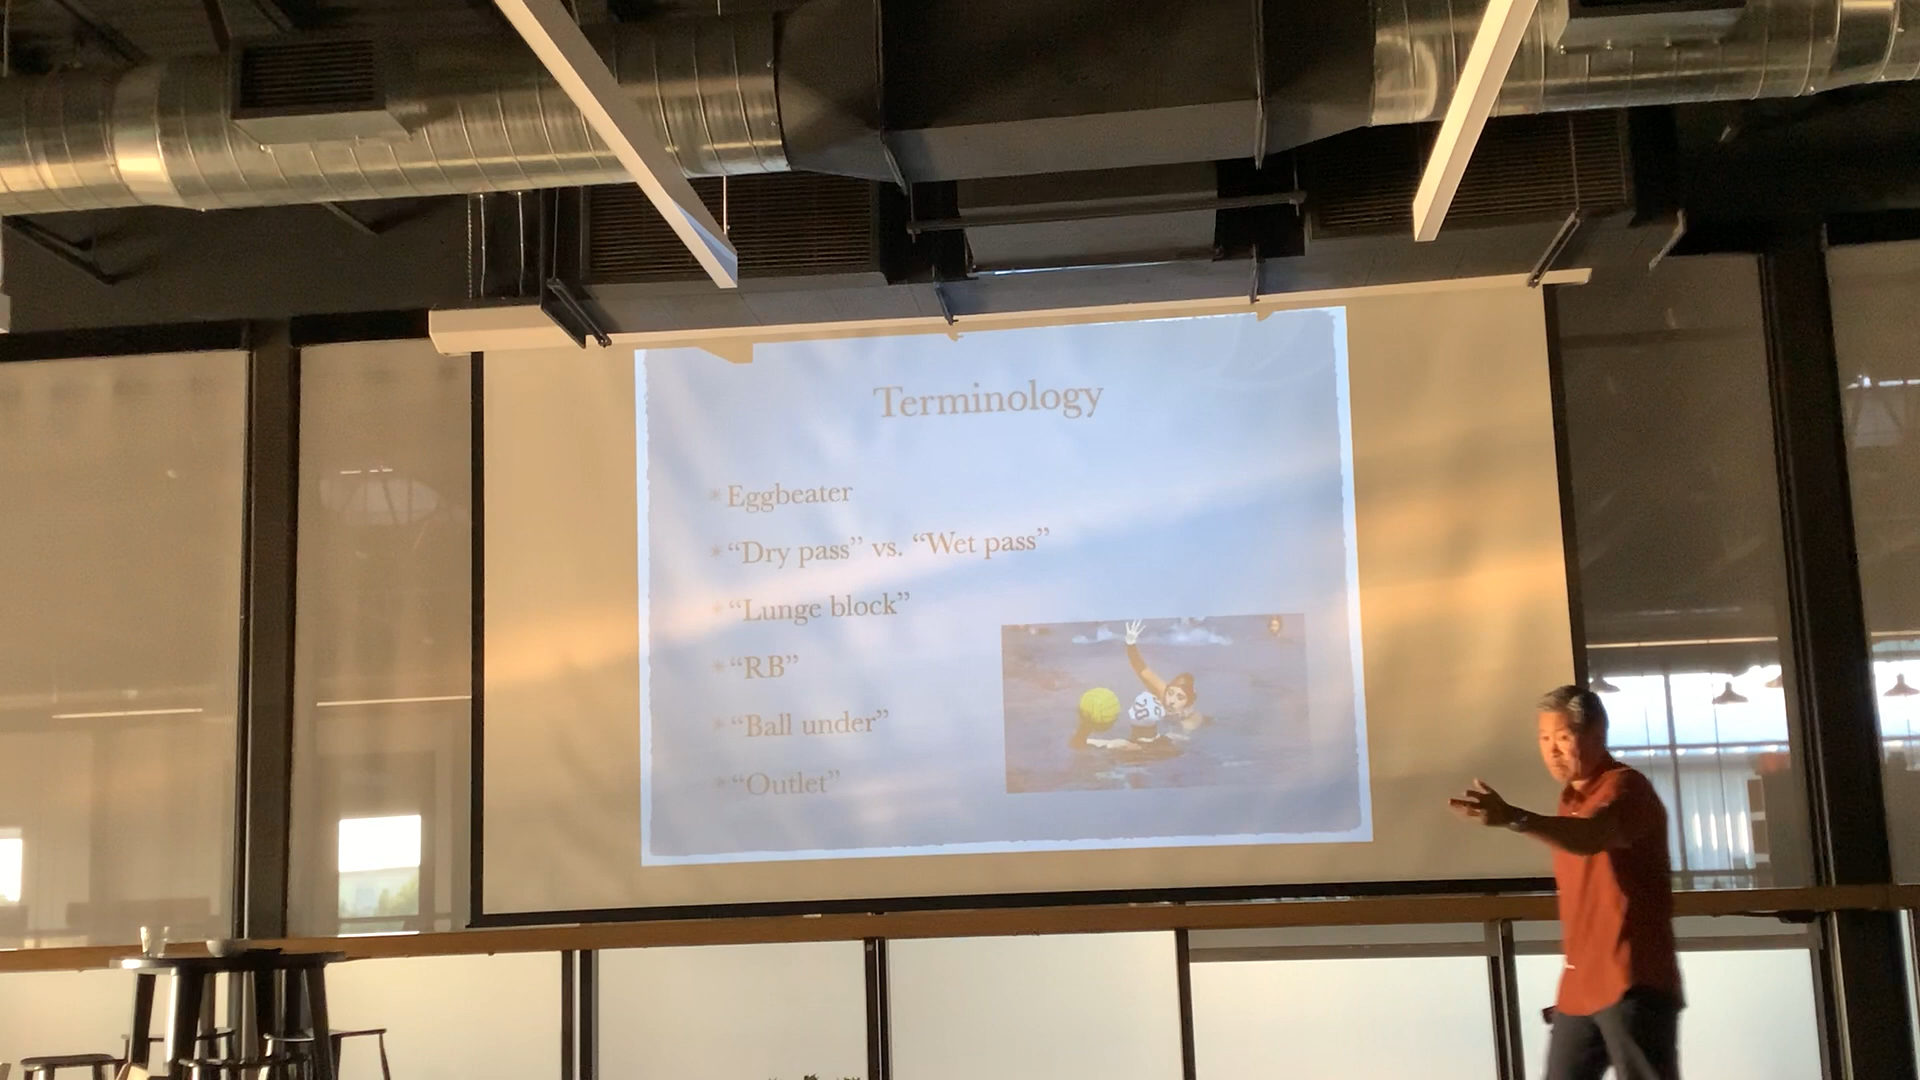 Terminology
Eggbeater
“Dry pass” vs. “Wet pass”
“Lunge block”
“RB”
“Ball under”
“Outlet”